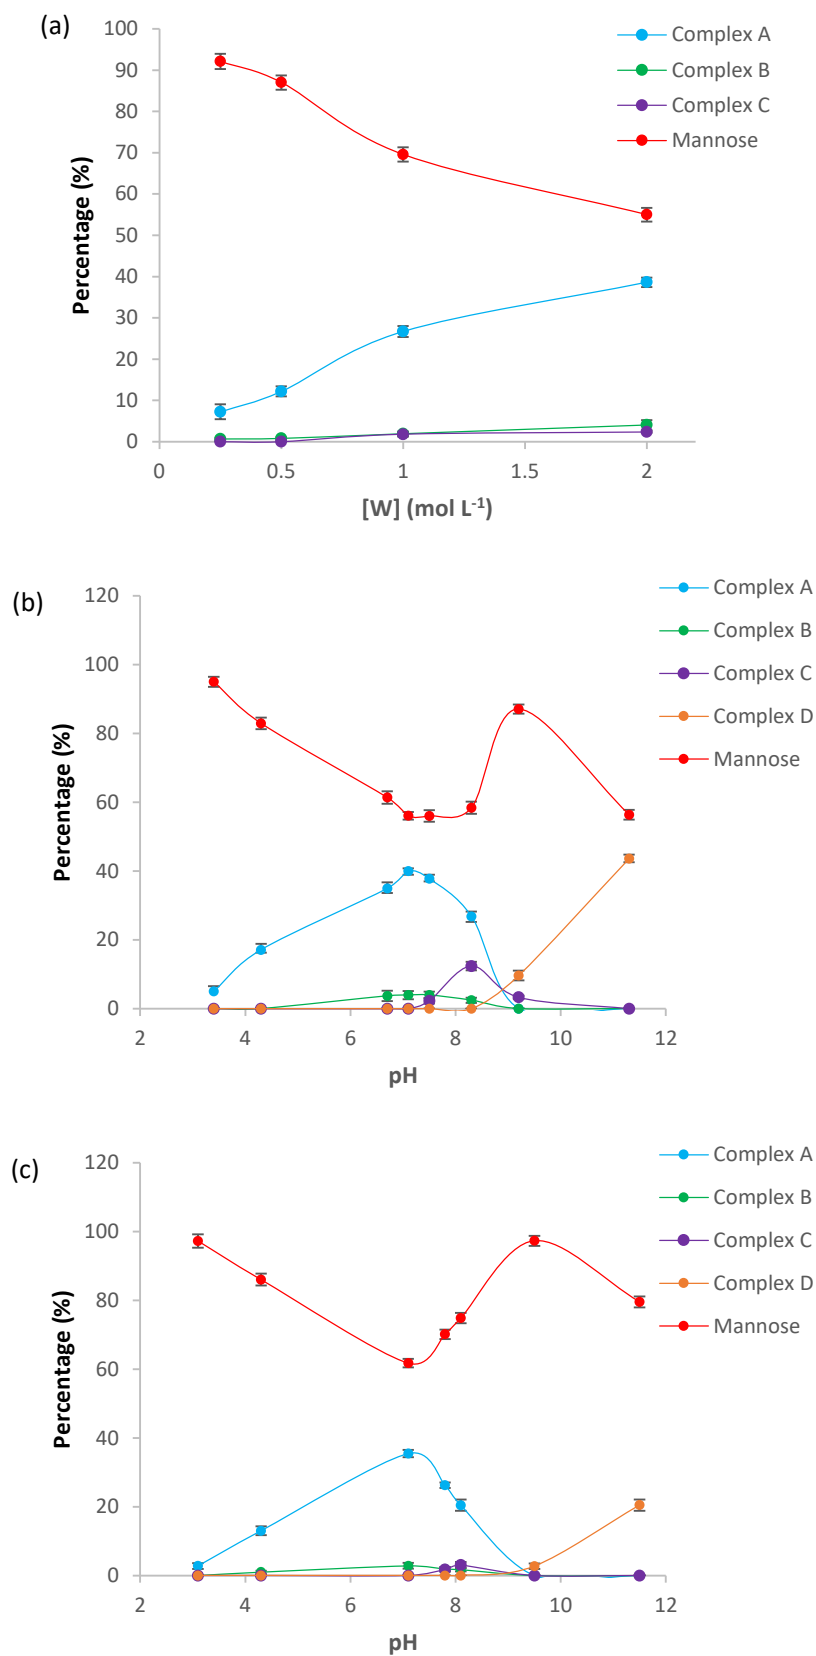 (a)
Complex A
Complex B
Complex C
Mannose
100
90
80
70
60
50
40
30
20
10
0
Percentage (%)
0
0.5
1
1.5
2
[W] (mol L⁻¹)
(b)
Complex A
Complex B
Complex C
Complex D
Mannose
120
100
80
60
40
20
0
Percentage (%)
2
4
6
8
10
12
pH
(c)
Complex A
Complex B
Complex C
Complex D
Mannose
120
100
80
60
40
20
0
Percentage (%)
2
4
6
8
10
12
pH